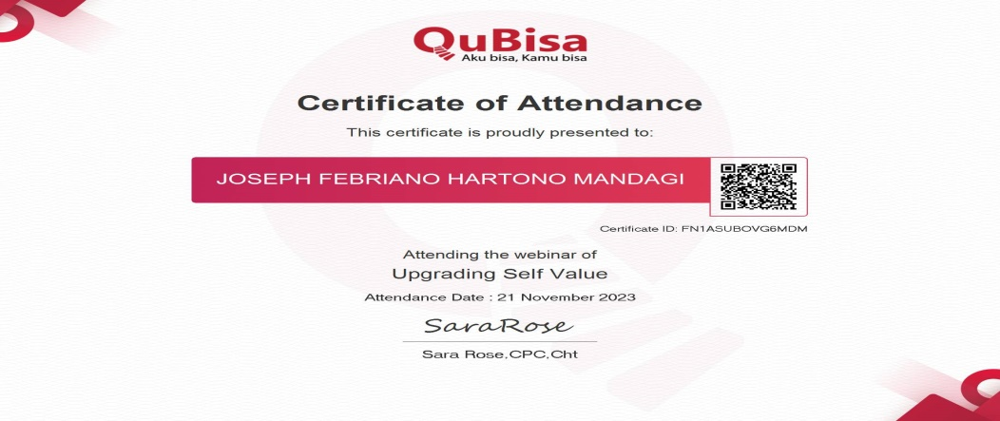 QuBisa
Aku bisa, Kamu bisa
Certificate of Attendance
This certificate is proudly presented to:
JOSEPH FEBRIANO HARTONO MANDAGI
Certificate ID: FN1ASUBOVG6MDM
Attending the webinar of
Upgrading Self Value
Attendance Date : 21 November 2023
SaraRose
Sara Rose,CPC,Cht